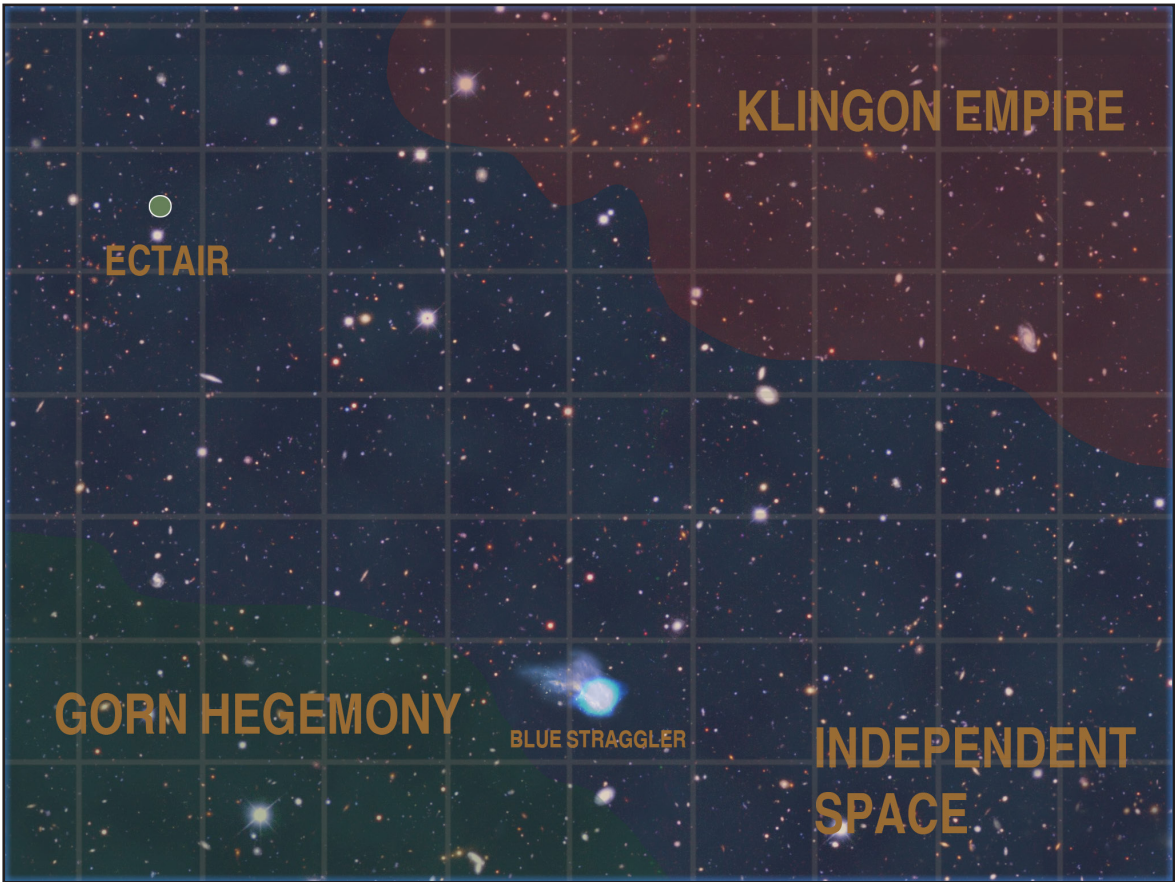 KLINGON EMPIRE
ECTAIR
GORN HEGEMONY
BLUE STRAGGLER
INDEPENDENT
SPACE